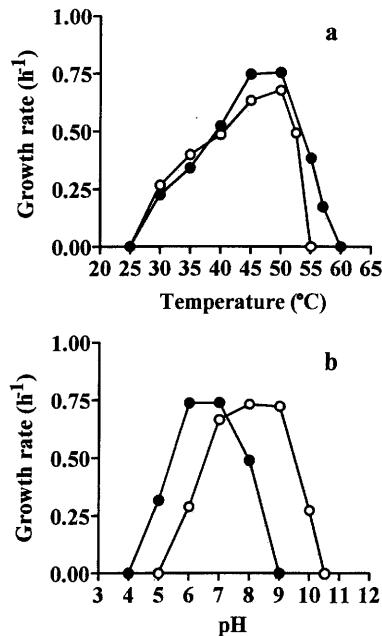 a
1.00
0.75
0.50
0.25
0.00
Growth rate (h⁻¹)
20 25 30 35 40 45 50 55 60 65
Temperature (°C)
b
1.00
0.75
0.50
0.25
0.00
Growth rate (h⁻¹)
3 4 5 6 7 8 9 10 11 12
pH